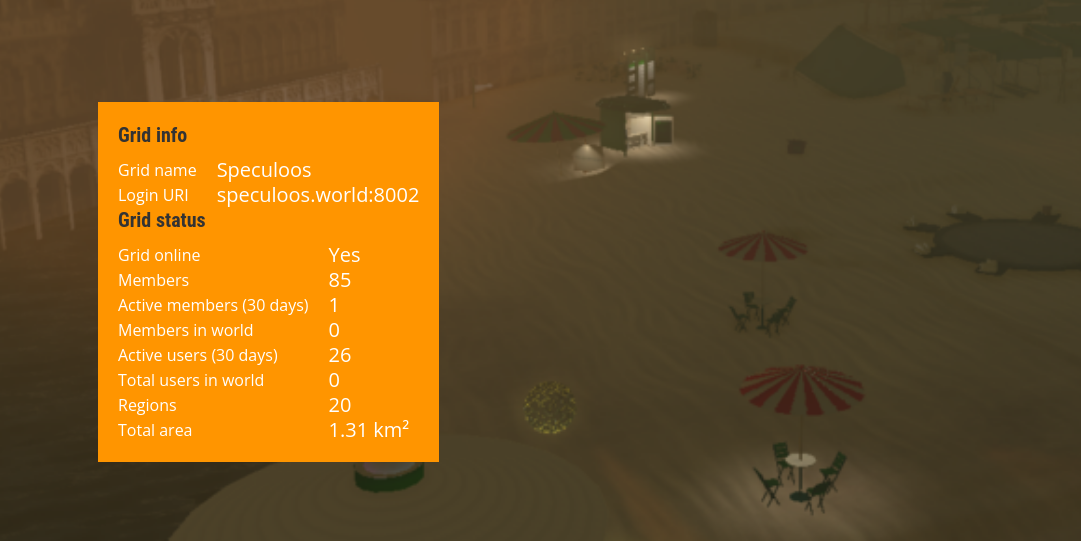 Grid info
Grid name Speculoos
Login URI speculoos.world:8002
Grid status
Grid online Yes
Members 85
Active members (30 days) 1
Members in world 0
Active users (30 days) 26
Total users in world 0
Regions 20
Total area 1.31 km²